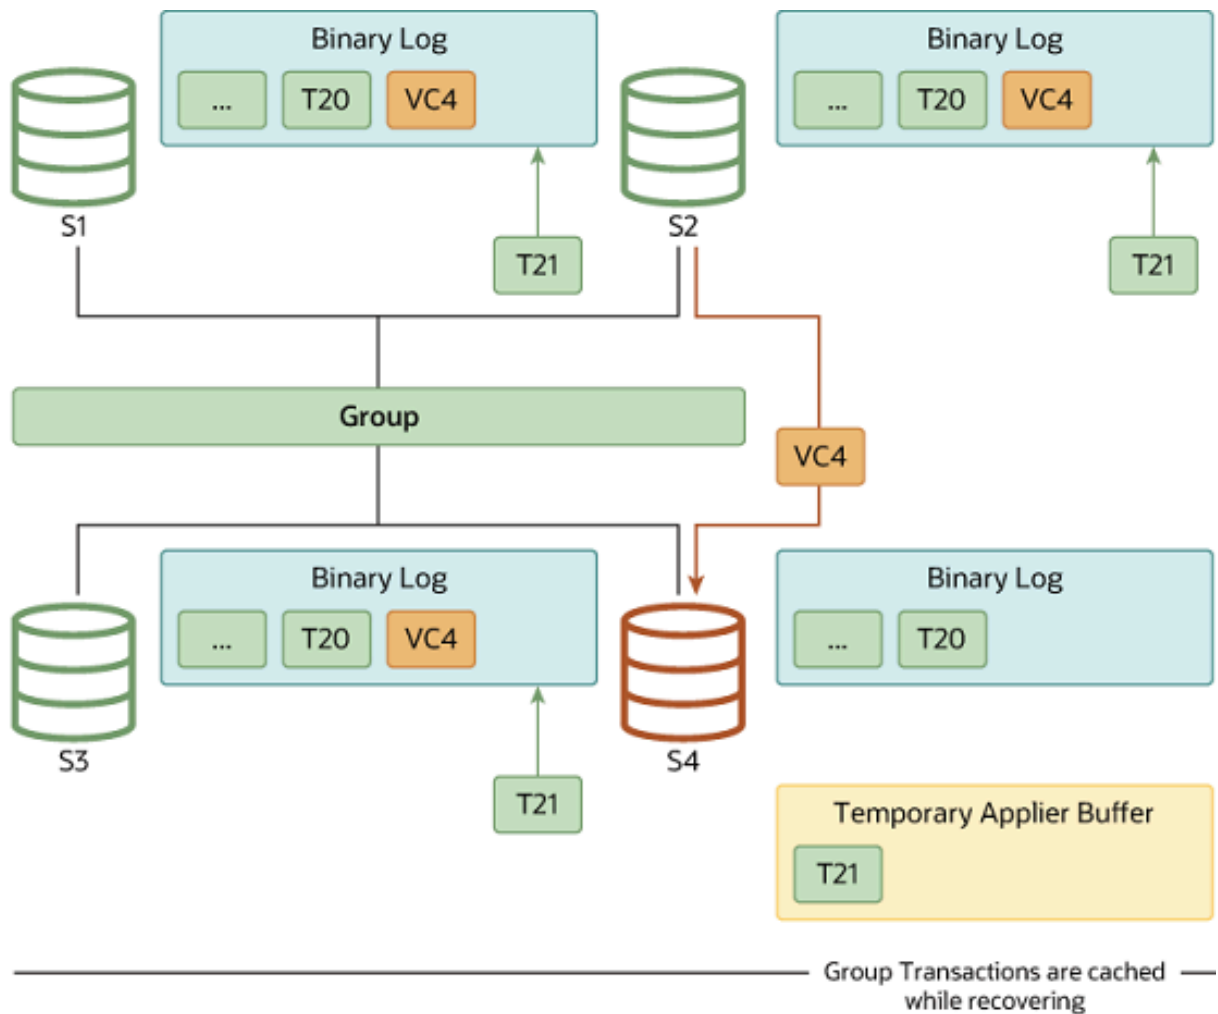 Binary Log
... T20 VC4
S1
T21
Binary Log
... T20 VC4
S2
T21
Group
VC4
Binary Log
... T20 VC4
S3
T21
Binary Log
... T20
S4
Temporary Applier Buffer
T21
Group Transactions are cached
while recovering